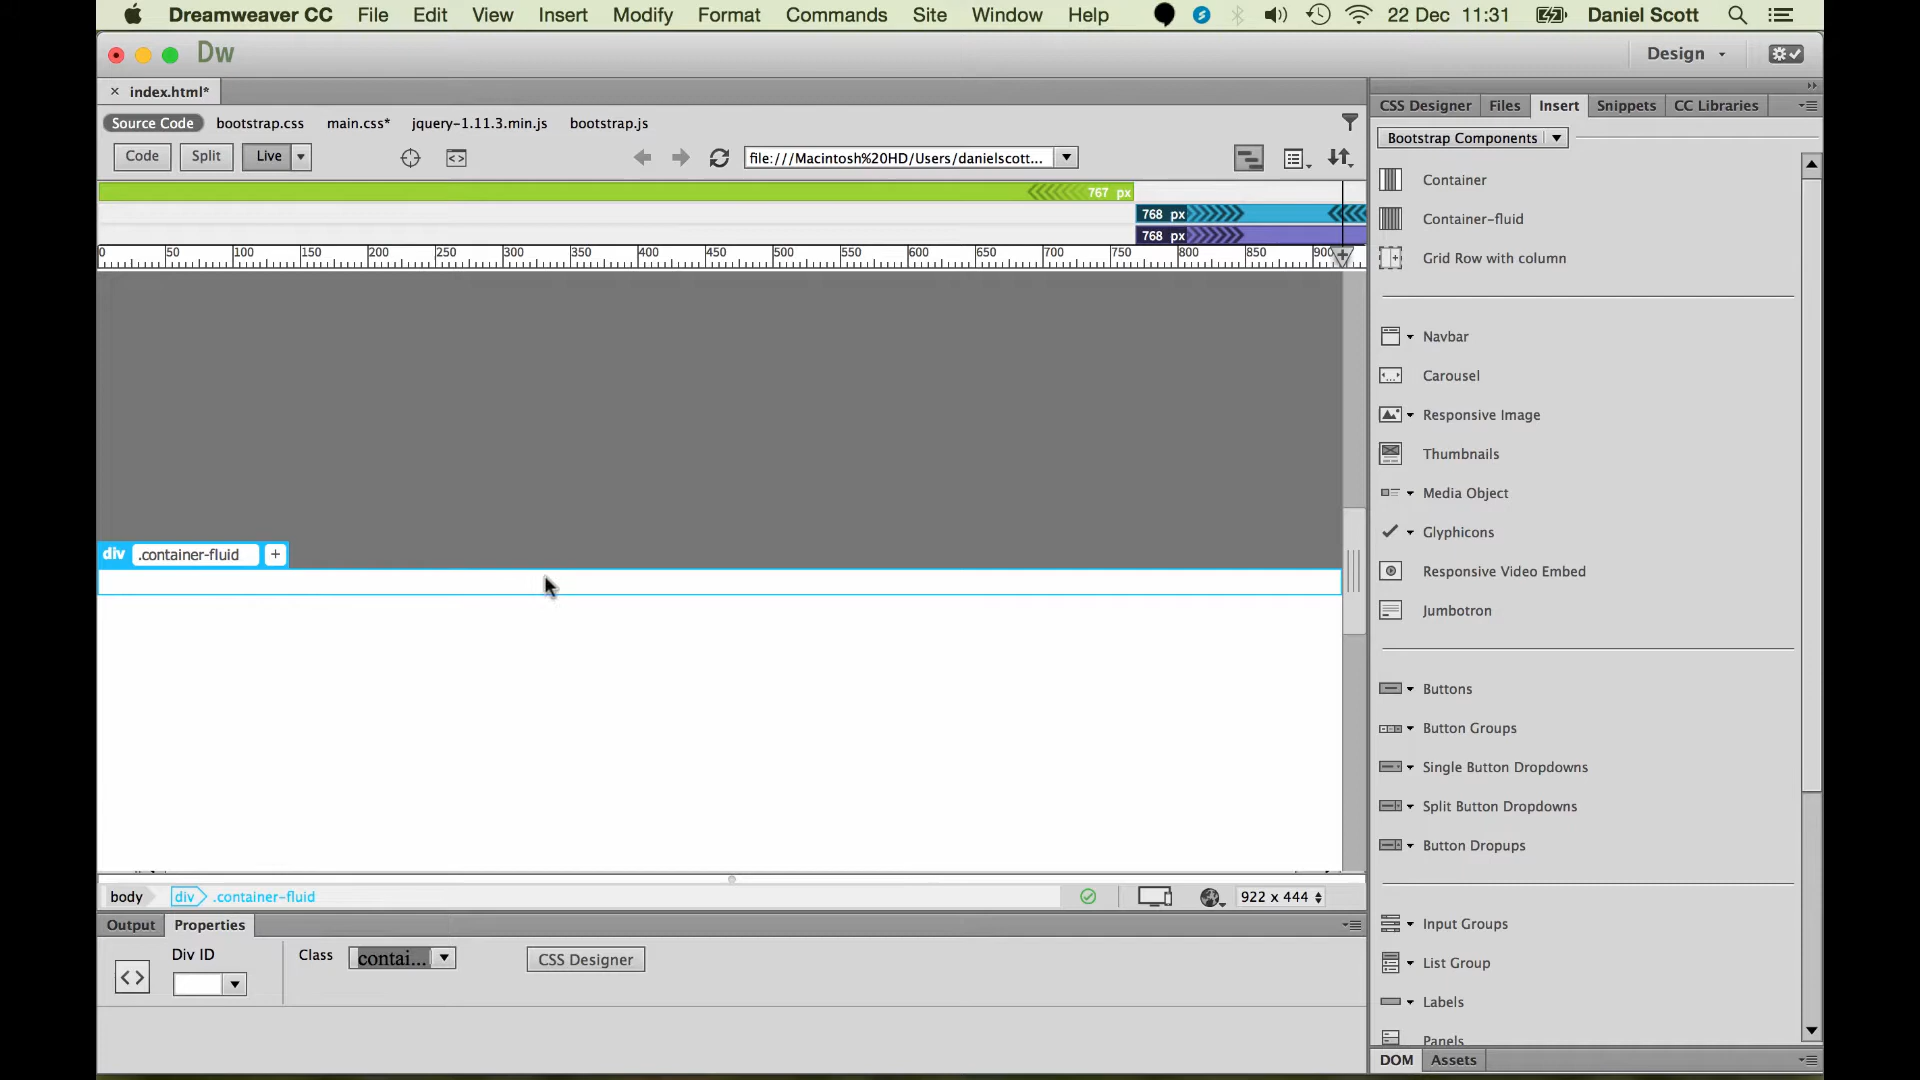 Dreamweaver CC File Edit View Insert Modify Format Commands Site Window Help 22 Dec 11:31 Daniel Scott
Dw Design
× index.html*
Source Code bootstrap.css main.css* jquery-1.11.3.min.js bootstrap.js
Code Split Live file:///Macintosh%20HD/Users/danielscott...
767 px
768 px
768 px
0 50 100 150 200 250 300 350 400 450 500 550 600 650 700 750 800 850 900
div .container-fluid +
body div .container-fluid 922 x 444
Output Properties
Div ID Class contai... CSS Designer
CSS Designer Files Insert Snippets CC Libraries
Bootstrap Components
Container
Container-fluid
Grid Row with column
Navbar
Carousel
Responsive Image
Thumbnails
Media Object
Glyphicons
Responsive Video Embed
Jumbotron
Buttons
Button Groups
Single Button Dropdowns
Split Button Dropdowns
Button Dropups
Input Groups
List Group
Labels
Panels
DOM Assets